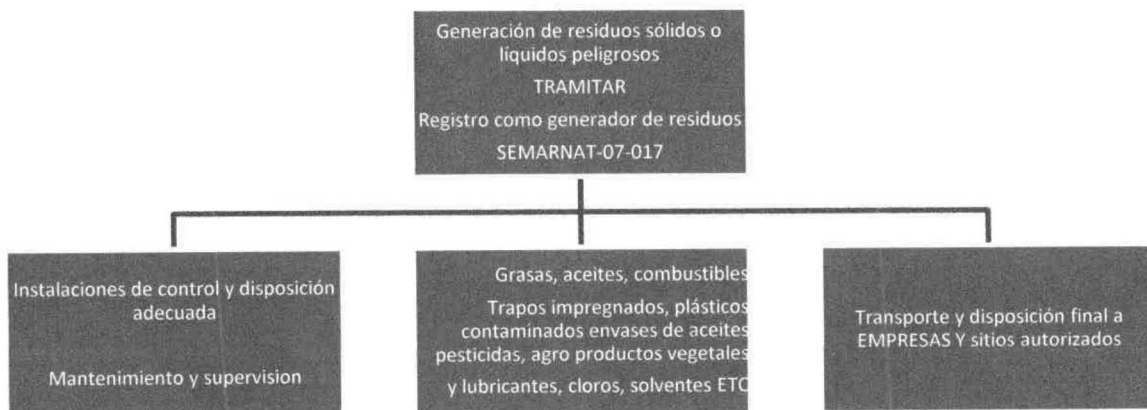 Generación de residuos sólidos o
líquidos peligrosos
TRAMITAR
Registro como generador de residuos
SEMARNAT-07-017
Instalaciones de control y disposición
adecuada
Mantenimiento y supervision
Grasas, aceites, combustibles
Trapos impregnados, plásticos
contaminados envases de aceites
pesticidas, agro productos vegetales
y lubricantes, cloros, solventes ETC
Transporte y disposición final a
EMPRESAS Y sitios autorizados